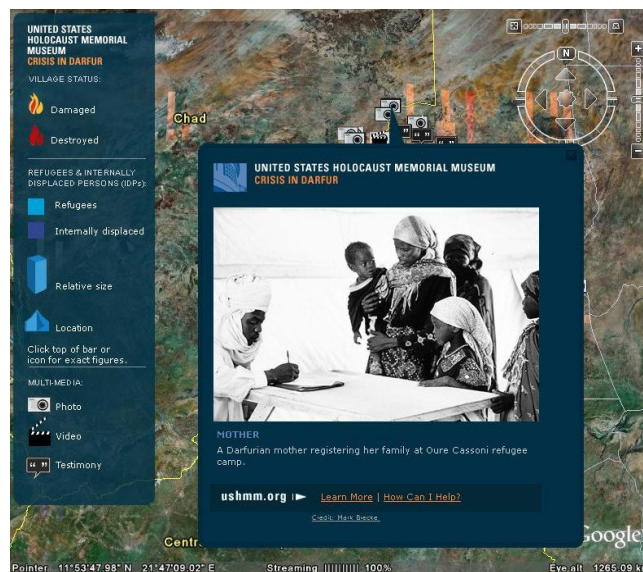 UNITED STATES
HOLOCAUST MEMORIAL
MUSEUM
CRISIS IN DARFUR
VILLAGE STATUS:
Damaged
Destroyed
REFUGEES & INTERNALLY
DISPLACED PERSONS (IDPs):
Refugees
Internally displaced
Relative size
Location
Click top of bar or
icon for exact figures.
MULTI-MEDIA:
Photo
Video
Testimony
Chad
N
UNITED STATES HOLOCAUST MEMORIAL MUSEUM
CRISIS IN DARFUR
MOTHER
A Darfurian mother registering her family at Oure Cassoni refugee
camp.
ushmm.org Learn More | How Can I Help?
Credit: Mark Brecke
Centr
Google
Pointer 11°53'47.98" N 21°47'09.02" E Streaming |||||||||| 100% Eye alt 1265.09 k